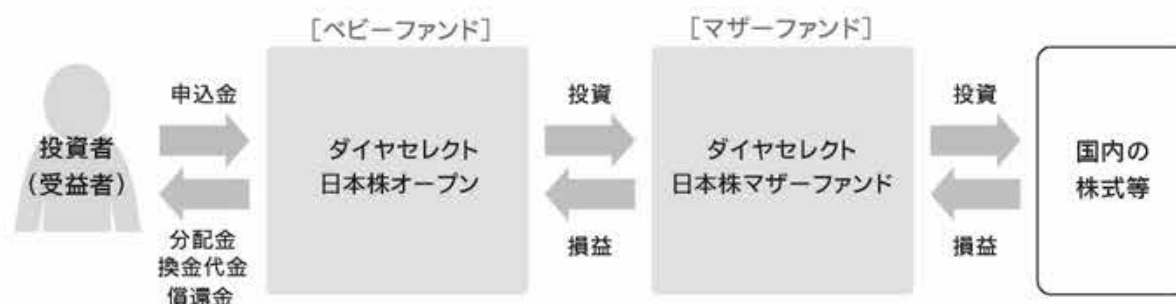 [ベビーファンド]
[マザーファンド]
投資者
(受益者)
申込金
分配金
換金代金
償還金
ダイヤセレクト
日本株オープン
投資
損益
ダイヤセレクト
日本株マザーファンド
投資
損益
国内の
株式等